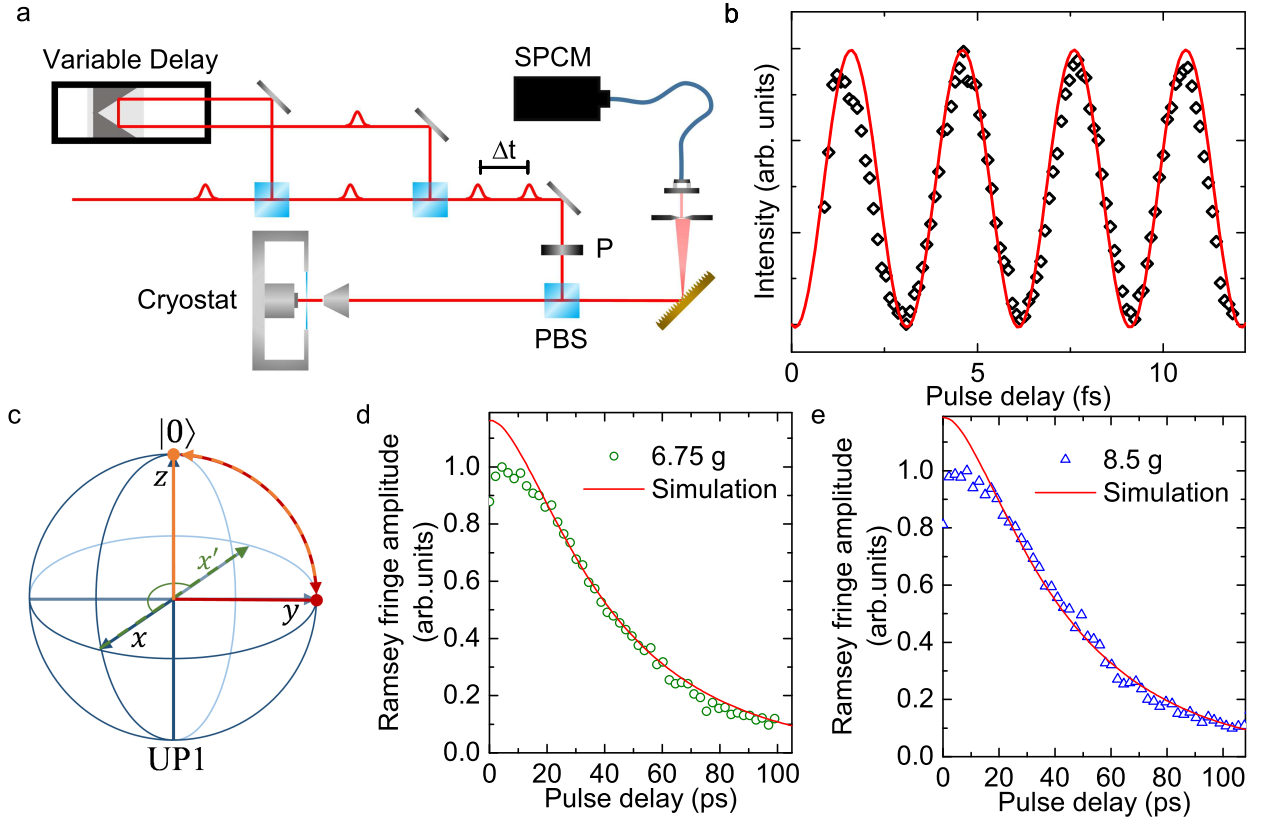 a
Variable Delay
SPCM
Δt
P
Cryostat
PBS
b
Intensity (arb. units)
0 5 10
Pulse delay (fs)
c
|0⟩
z
x′
y
x
UP1
d
Ramsey fringe amplitude
(arb.units)
6.75 g
Simulation
1.0
0.8
0.6
0.4
0.2
0.0
0 20 40 60 80 100
Pulse delay (ps)
e
Ramsey fringe amplitude
(arb.units)
8.5 g
Simulation
1.0
0.8
0.6
0.4
0.2
0.0
0 20 40 60 80 100
Pulse delay (ps)